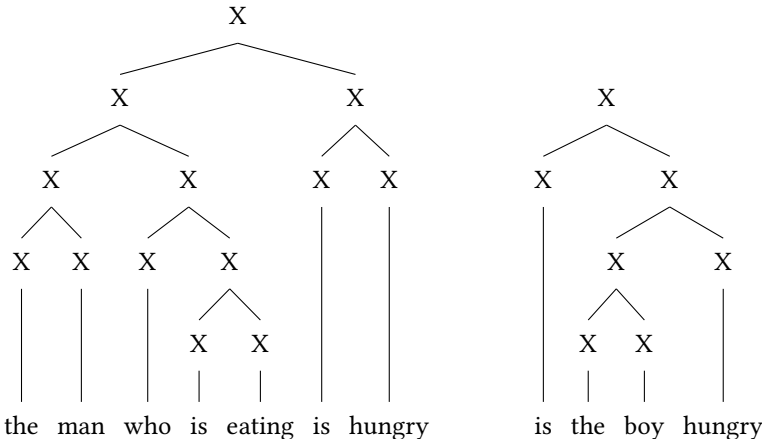 X
X X X
X X X X X X
X X X X X X
X X X X
the man who is eating is hungry is the boy hungry